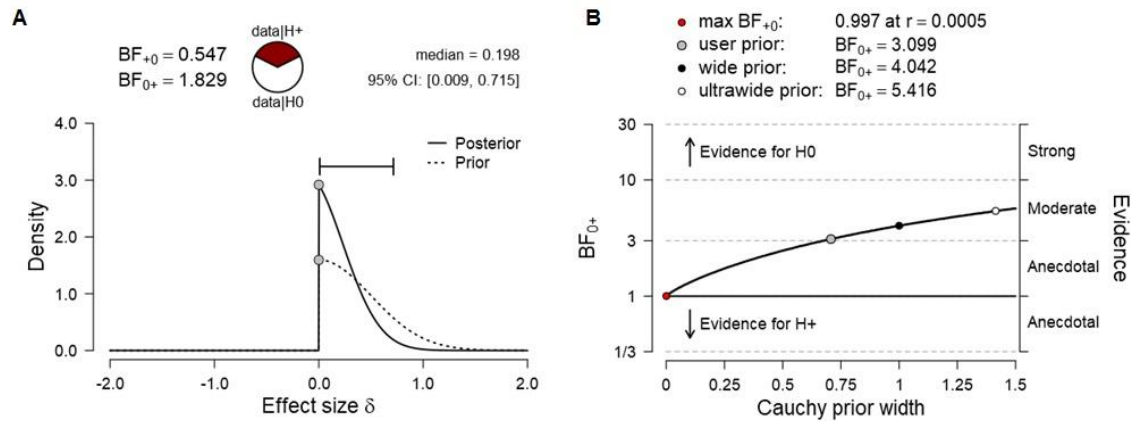 A
data|H+
BF+0 = 0.547
BF0+ = 1.829
data|H0
median = 0.198
95% CI: [0.009, 0.715]
4.0
3.0
2.0
1.0
0.0
Density
Posterior
Prior
-2.0 -1.0 0.0 1.0 2.0
Effect size δ
B
max BF+0: 0.997 at r = 0.0005
user prior: BF0+ = 3.099
wide prior: BF0+ = 4.042
ultrawide prior: BF0+ = 5.416
30
10
3
1
1/3
BF0+
Evidence for H0
Evidence for H+
Strong
Moderate
Anecdotal
Anecdotal
Evidence
0 0.25 0.5 0.75 1 1.25 1.5
Cauchy prior width